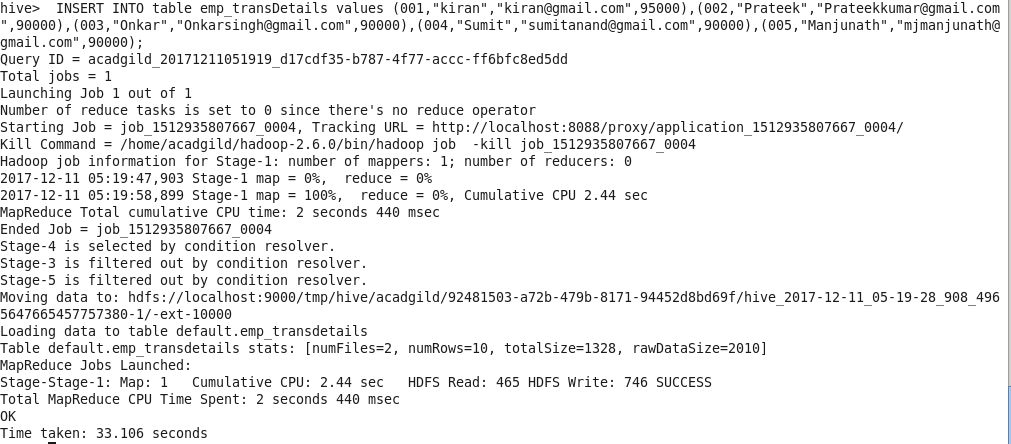 hive>  INSERT INTO table emp_transDetails values (001,"kiran","kiran@gmail.com",95000),(002,"Prateek","Prateekkumar@gmail.com
",90000),(003,"Onkar","Onkarsingh@gmail.com",90000),(004,"Sumit","sumitanand@gmail.com",90000),(005,"Manjunath","mjmanjunath@
gmail.com",90000);
Query ID = acadgild_20171211051919_d17cdf35-b787-4f77-accc-ff6bfc8ed5dd
Total jobs = 1
Launching Job 1 out of 1
Number of reduce tasks is set to 0 since there's no reduce operator
Starting Job = job_1512935807667_0004, Tracking URL = http://localhost:8088/proxy/application_1512935807667_0004/
Kill Command = /home/acadgild/hadoop-2.6.0/bin/hadoop job  -kill job_1512935807667_0004
Hadoop job information for Stage-1: number of mappers: 1; number of reducers: 0
2017-12-11 05:19:47,903 Stage-1 map = 0%,  reduce = 0%
2017-12-11 05:19:58,899 Stage-1 map = 100%,  reduce = 0%, Cumulative CPU 2.44 sec
MapReduce Total cumulative CPU time: 2 seconds 440 msec
Ended Job = job_1512935807667_0004
Stage-4 is selected by condition resolver.
Stage-3 is filtered out by condition resolver.
Stage-5 is filtered out by condition resolver.
Moving data to: hdfs://localhost:9000/tmp/hive/acadgild/92481503-a72b-479b-8171-94452d8bd69f/hive_2017-12-11_05-19-28_908_496
5647665457757380-1/-ext-10000
Loading data to table default.emp_transdetails
Table default.emp_transdetails stats: [numFiles=2, numRows=10, totalSize=1328, rawDataSize=2010]
MapReduce Jobs Launched:
Stage-Stage-1: Map: 1   Cumulative CPU: 2.44 sec   HDFS Read: 465 HDFS Write: 746 SUCCESS
Total MapReduce CPU Time Spent: 2 seconds 440 msec
OK
Time taken: 33.106 seconds